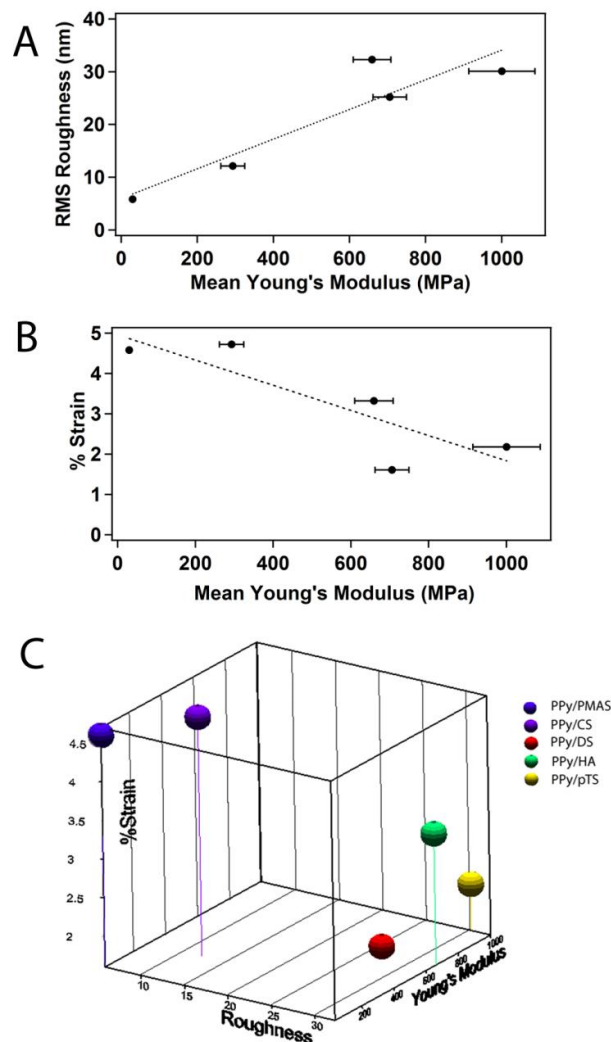 A
40
30
20
10
0
RMS Roughness (nm)
0 200 400 600 800 1000
Mean Young's Modulus (MPa)
B
5
4
3
2
1
0
% Strain
0 200 400 600 800 1000
Mean Young's Modulus (MPa)
C
PPy/PMAS
PPy/CS
PPy/DS
PPy/HA
PPy/pTS
4.5
4
3.5
3
2.5
2
%Strain
10 15 20 25 30
Roughness
200 400 600 800 1000
Young's Modulus